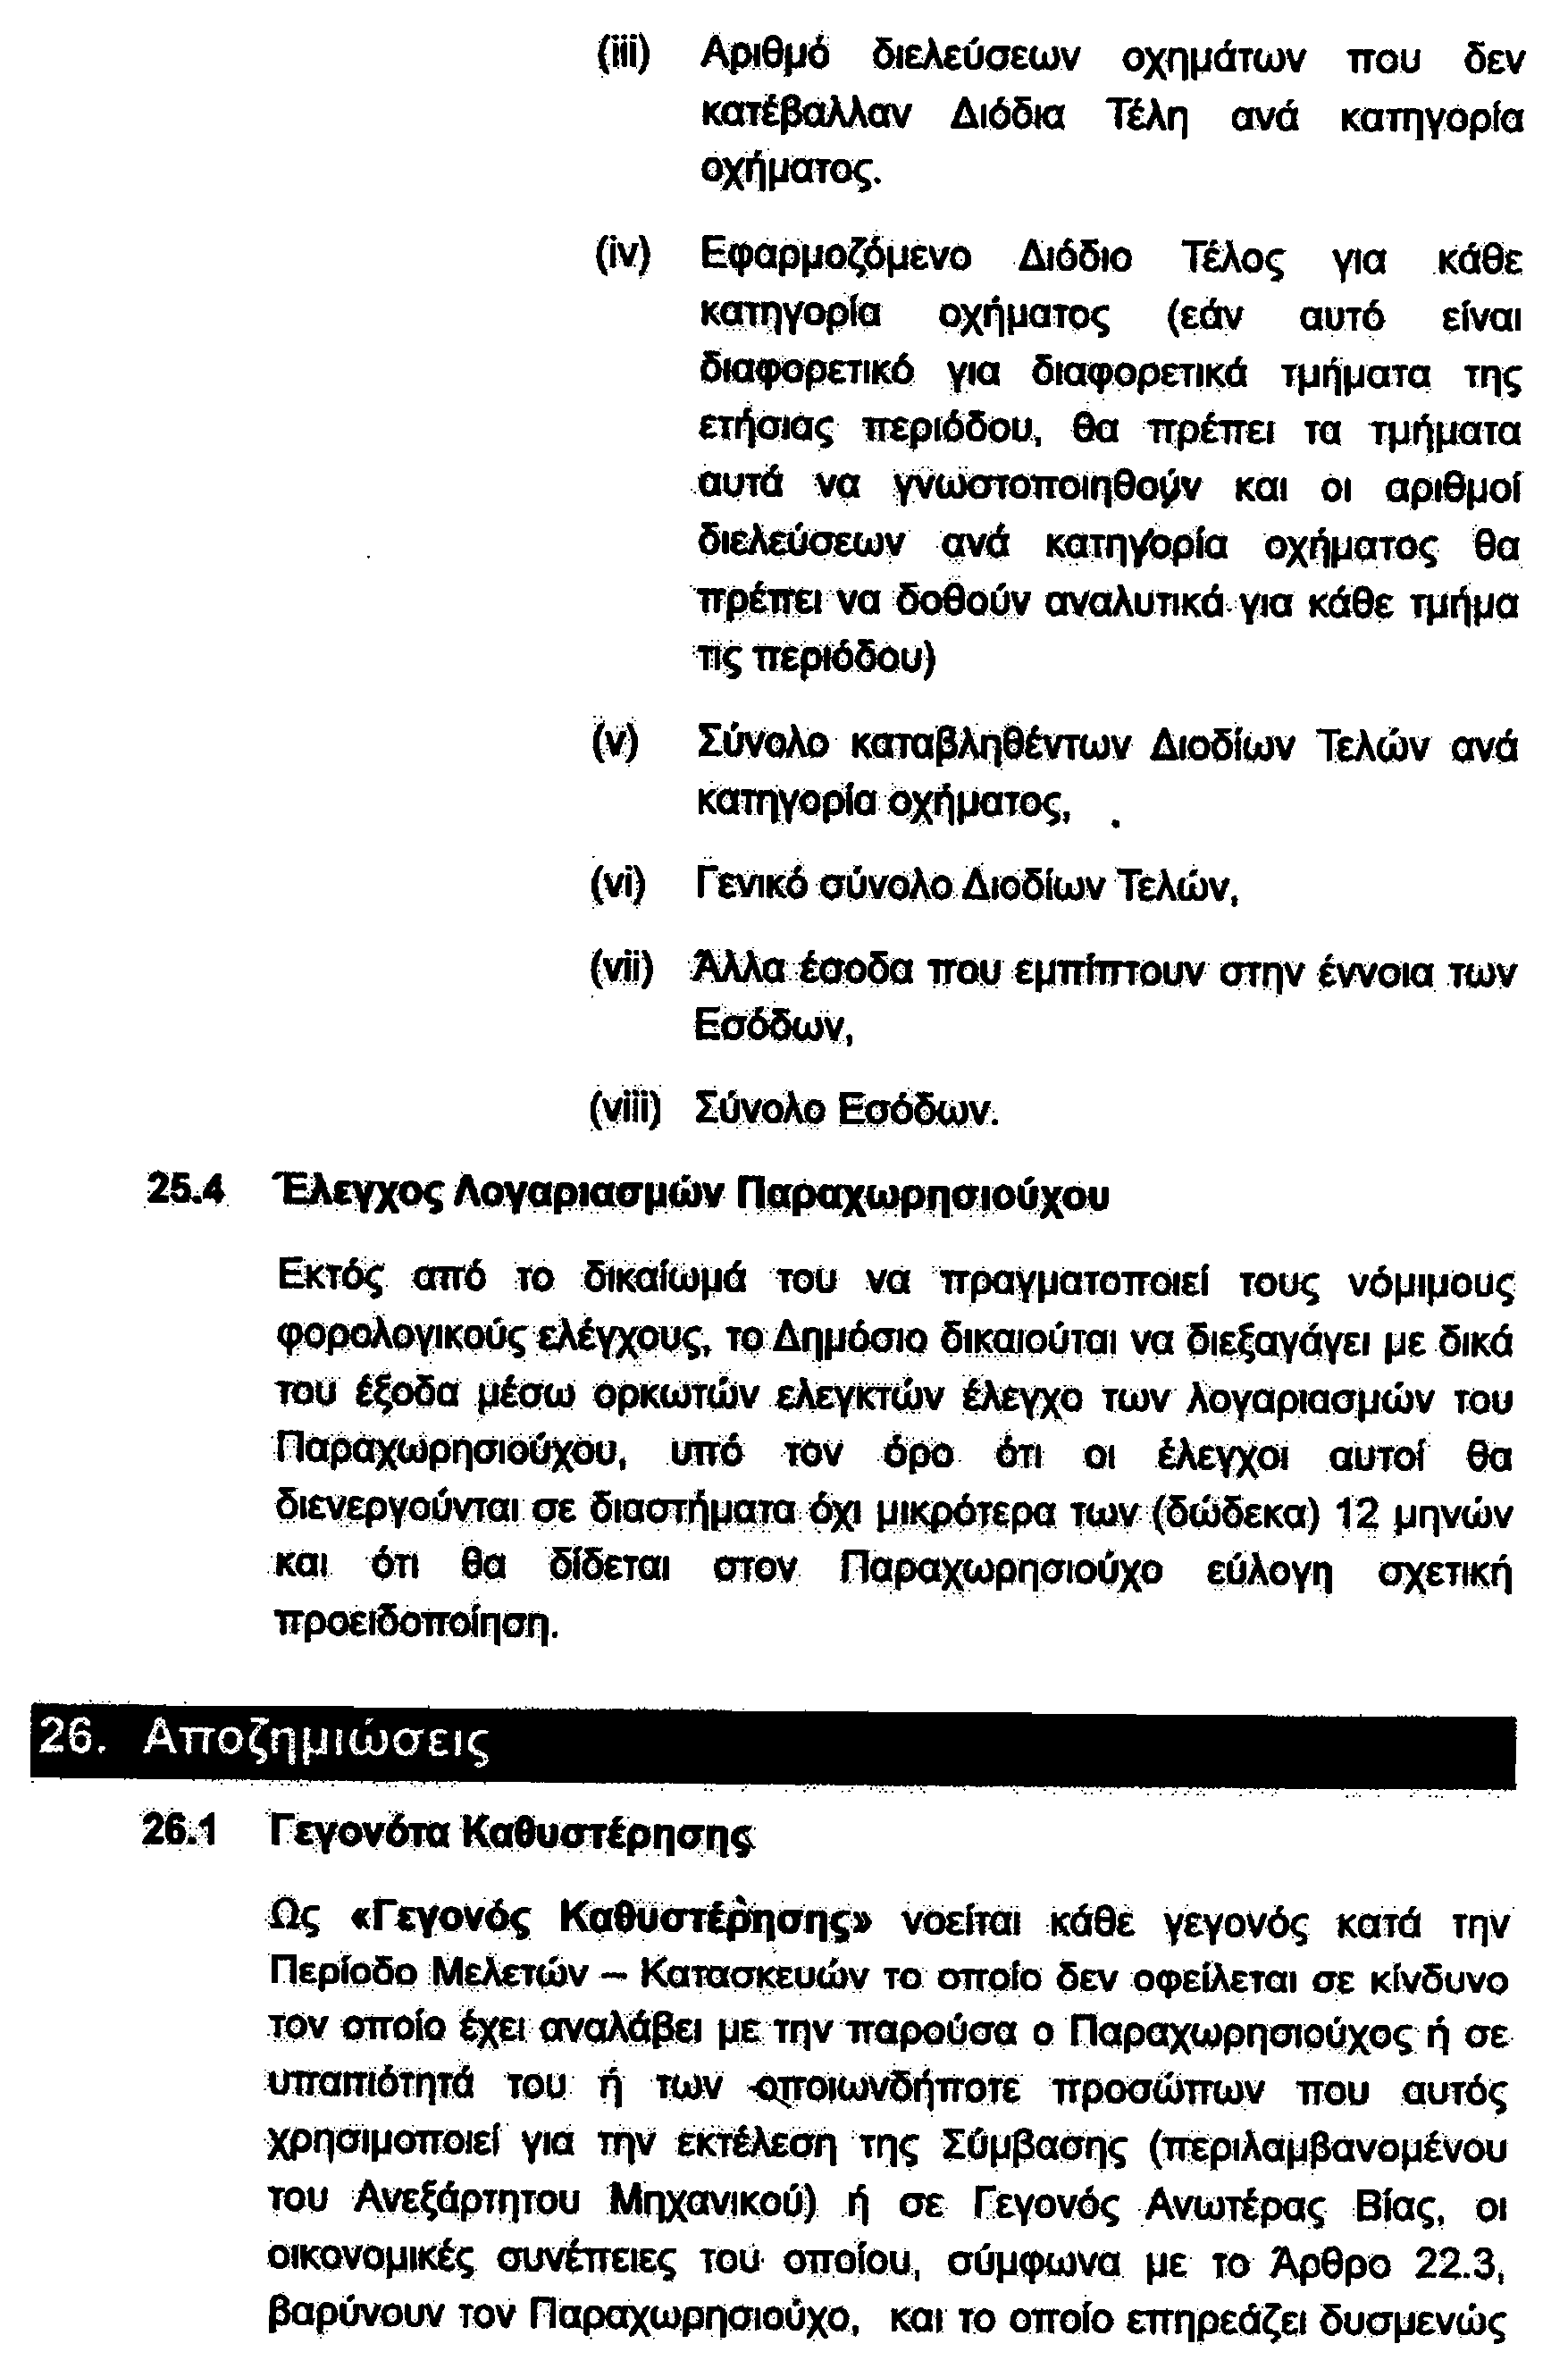 (iii) Αριθμό διελεύσεων οχημάτων που δεν
κατέβαλλαν Διόδια Τέλη ανά κατηγορία
οχήματος.
(iv) Εφαρμοζόμενο Διόδιο Τέλος για κάθε
κατηγορία οχήματος (εάν αυτό είναι
διαφορετικό για διαφορετικά τμήματα της
ετήσιας περιόδου, θα πρέπει τα τμήματα
αυτά να γνωστοποιηθούν και οι αριθμοί
διελεύσεων ανά κατηγορία οχήματος θα
πρέπει να δοθούν αναλυτικά για κάθε τμήμα
τις περιόδου)
(v) Σύνολο καταβληθέντων Διοδίων Τελών ανά
κατηγορία οχήματος,
(vi) Γενικό σύνολο Διοδίων Τελών,
(vii) Άλλα έσοδα που εμπίπτουν στην έννοια των
Εσόδων,
(viii) Σύνολο Εσόδων.
25.4 Έλεγχος Λογαριασμών Παραχωρησιούχου
Εκτός από το δικαίωμά του να πραγματοποιεί τους νόμιμους
φορολογικούς ελέγχους, το Δημόσιο δικαιούται να διεξαγάγει με δικά
του έξοδα μέσω ορκωτών ελεγκτών έλεγχο των λογαριασμών του
Παραχωρησιούχου, υπό τον όρο ότι οι έλεγχοι αυτοί θα
διενεργούνται σε διαστήματα όχι μικρότερα των (δώδεκα) 12 μηνών
και ότι θα δίδεται στον Παραχωρησιούχο εύλογη σχετική
προειδοποίηση.
26. Αποζημιώσεις
26.1 Γεγονότα Καθυστέρησης
Ως «Γεγονός Καθυστέρησης» νοείται κάθε γεγονός κατά την
Περίοδο Μελετών – Κατασκευών το οποίο δεν οφείλεται σε κίνδυνο
τον οποίο έχει αναλάβει με την παρούσα ο Παραχωρησιούχος ή σε
υπαιτιότητά του ή των οποιωνδήποτε προσώπων που αυτός
χρησιμοποιεί για την εκτέλεση της Σύμβασης (περιλαμβανομένου
του Ανεξάρτητου Μηχανικού) ή σε Γεγονός Ανωτέρας Βίας, οι
οικονομικές συνέπειες του οποίου, σύμφωνα με το Άρθρο 22.3,
βαρύνουν τον Παραχωρησιούχο, και το οποίο επηρεάζει δυσμενώς